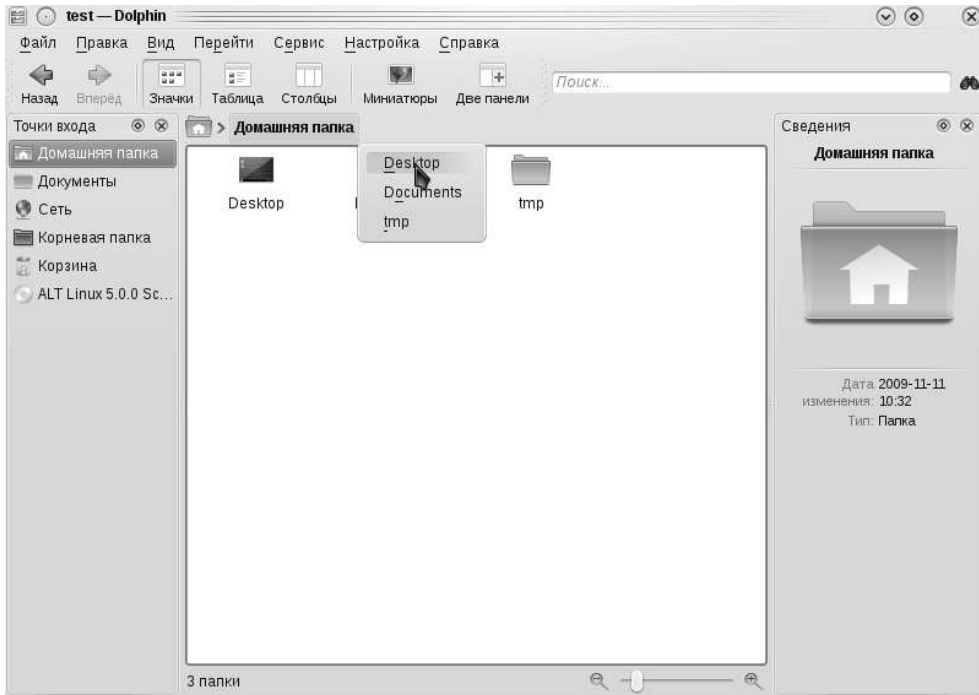 test — Dolphin
Файл Правка Вид Перейти Сервис Настройка Справка
Назад Вперёд Значки Таблица Столбцы Миниатюры Две панели Поиск...
Точки входа
Домашняя папка
Документы
Сеть
Корневая папка
Корзина
ALT Linux 5.0.0 Sc...
Домашняя папка
Desktop
Documents
tmp
Desktop
tmp
3 папки
Сведения
Домашняя папка
Дата изменения: 2009-11-11 10:32
Тип: Папка